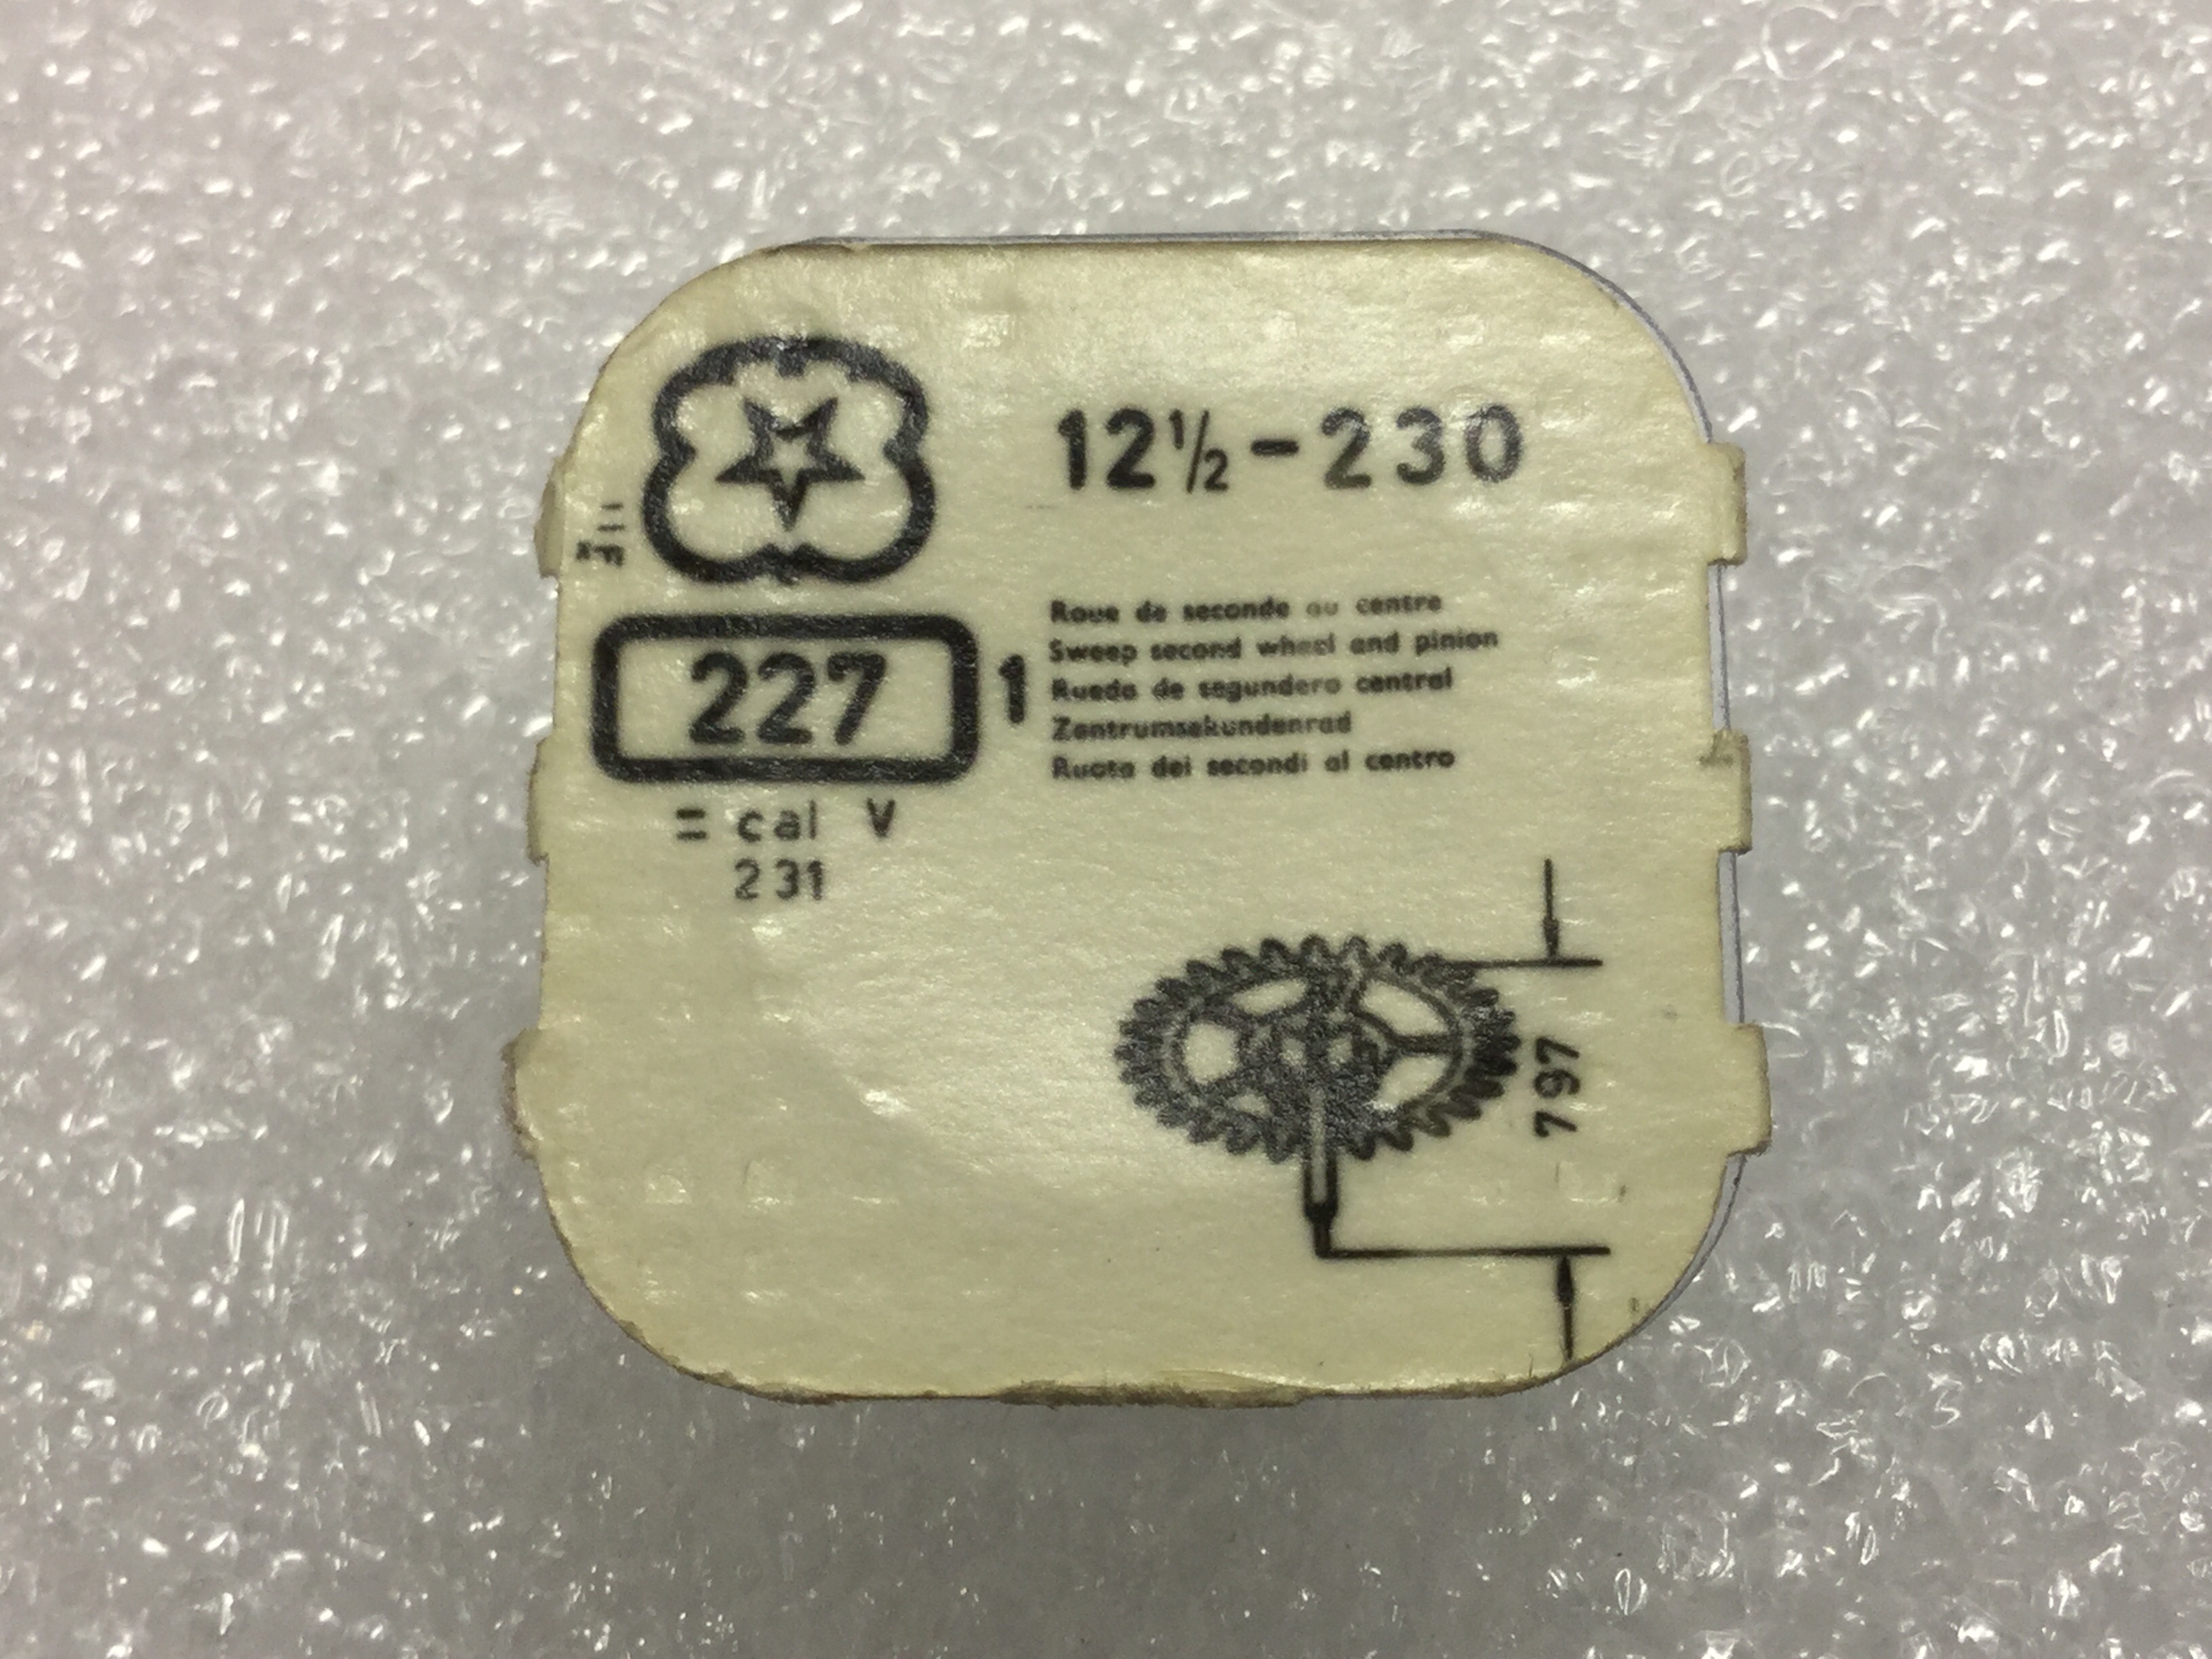 12½-230
227
1
Roue de seconde au centre
Sweep second wheel and pinion
Rueda de segundero central
Zentrumsekundenrad
Ruota dei secondi al centro
= cal V
231
797